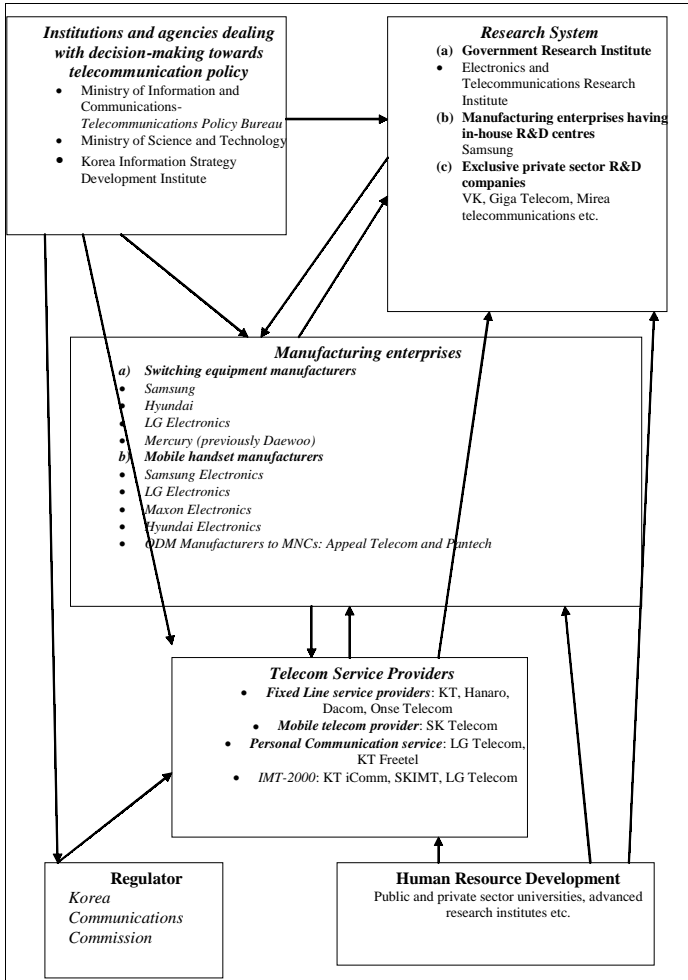 Institutions and agencies dealing
with decision-making towards
telecommunication policy
• Ministry of Information and
Communications-
Telecommunications Policy Bureau
• Ministry of Science and Technology
• Korea Information Strategy
Development Institute
Research System
(a) Government Research Institute
• Electronics and
Telecommunications Research
Institute
(b) Manufacturing enterprises having
in-house R&D centres
Samsung
(c) Exclusive private sector R&D
companies
VK, Giga Telecom, Mirea
telecommunications etc.
Manufacturing enterprises
a) Switching equipment manufacturers
• Samsung
• Hyundai
• LG Electronics
• Mercury (previously Daewoo)
b) Mobile handset manufacturers
• Samsung Electronics
• LG Electronics
• Maxon Electronics
• Hyundai Electronics
• ODM Manufacturers to MNCs: Appeal Telecom and Pantech
Telecom Service Providers
• Fixed Line service providers: KT, Hanaro,
Dacom, Onse Telecom
• Mobile telecom provider: SK Telecom
• Personal Communication service: LG Telecom,
KT Freetel
• IMT-2000: KT iComm, SKIMT, LG Telecom
Regulator
Korea
Communications
Commission
Human Resource Development
Public and private sector universities, advanced
research institutes etc.